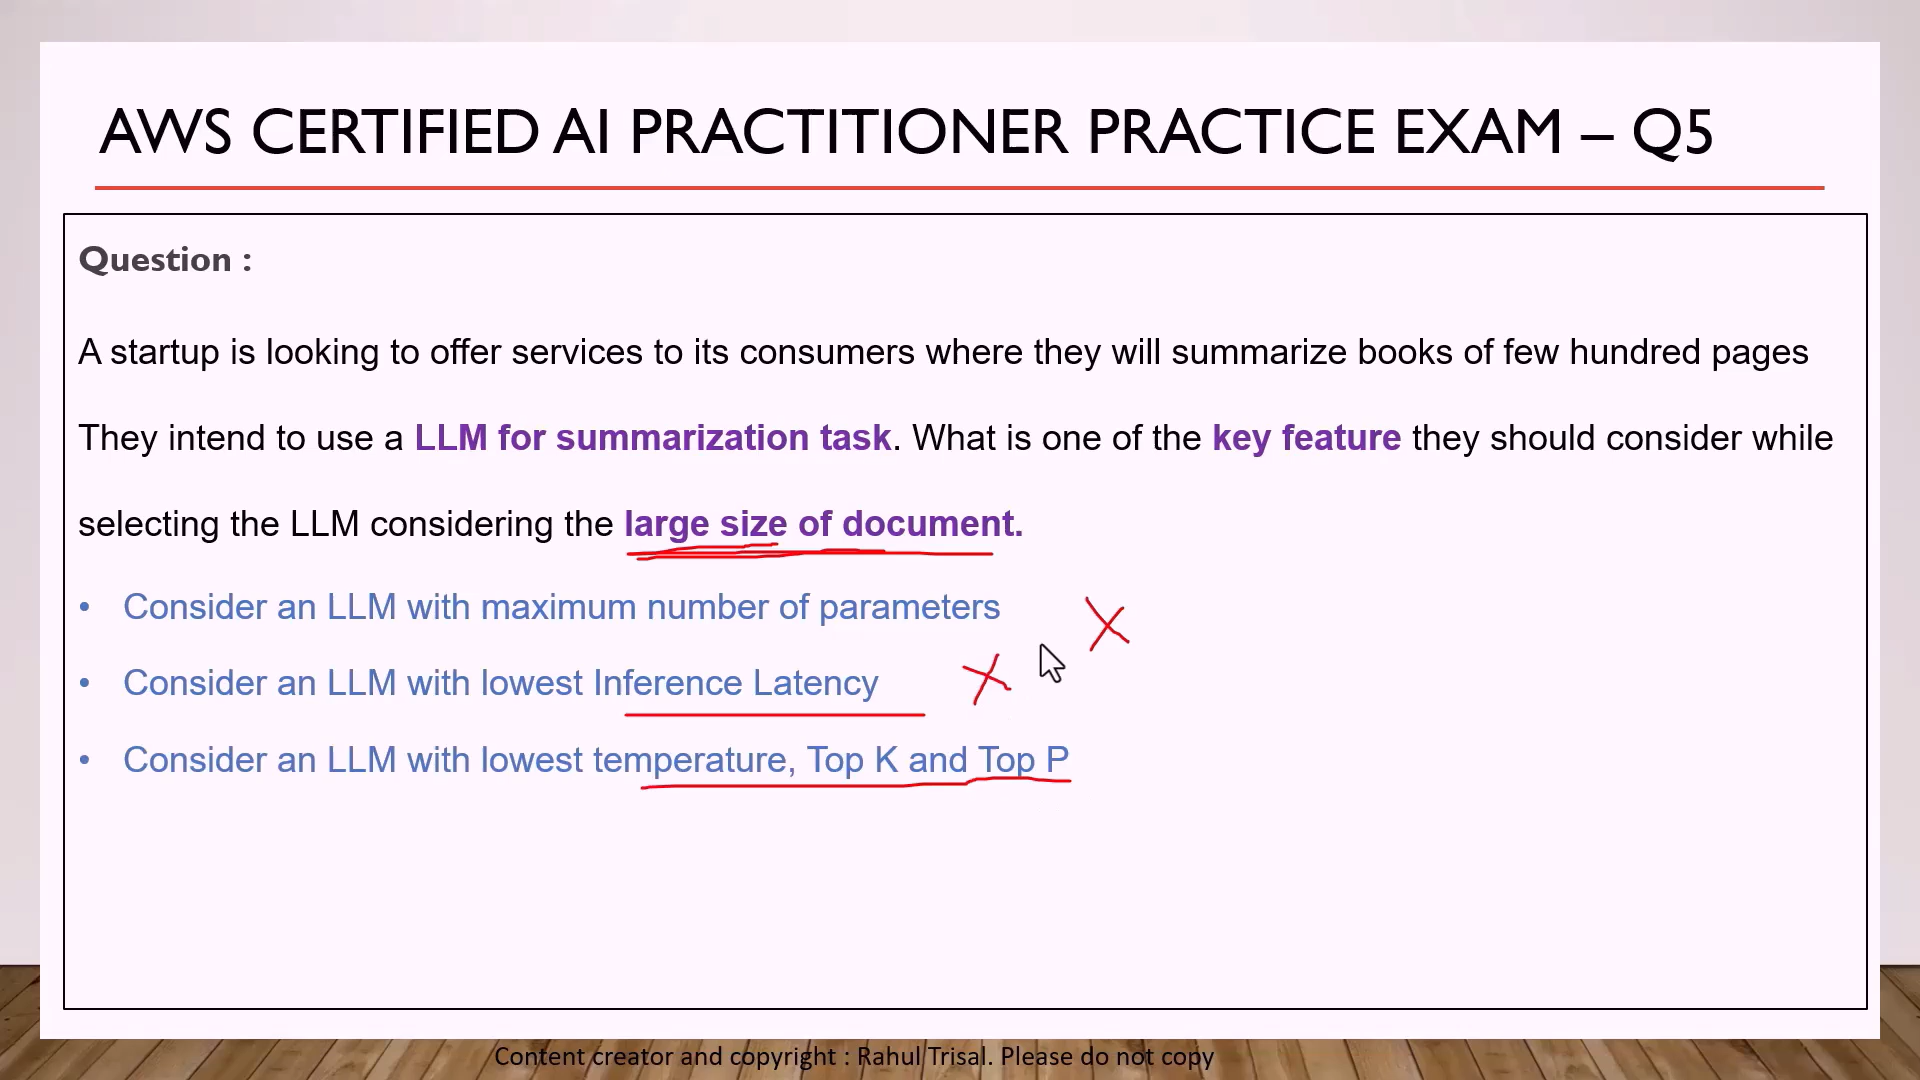 AWS CERTIFIED AI PRACTITIONER PRACTICE EXAM – Q5
Question :
A startup is looking to offer services to its consumers where they will summarize books of few hundred pages
They intend to use a LLM for summarization task. What is one of the key feature they should consider while
selecting the LLM considering the large size of document.
• Consider an LLM with maximum number of parameters
• Consider an LLM with lowest Inference Latency
• Consider an LLM with lowest temperature, Top K and Top P
Content creator and copyright : Rahul Trisal. Please do not copy